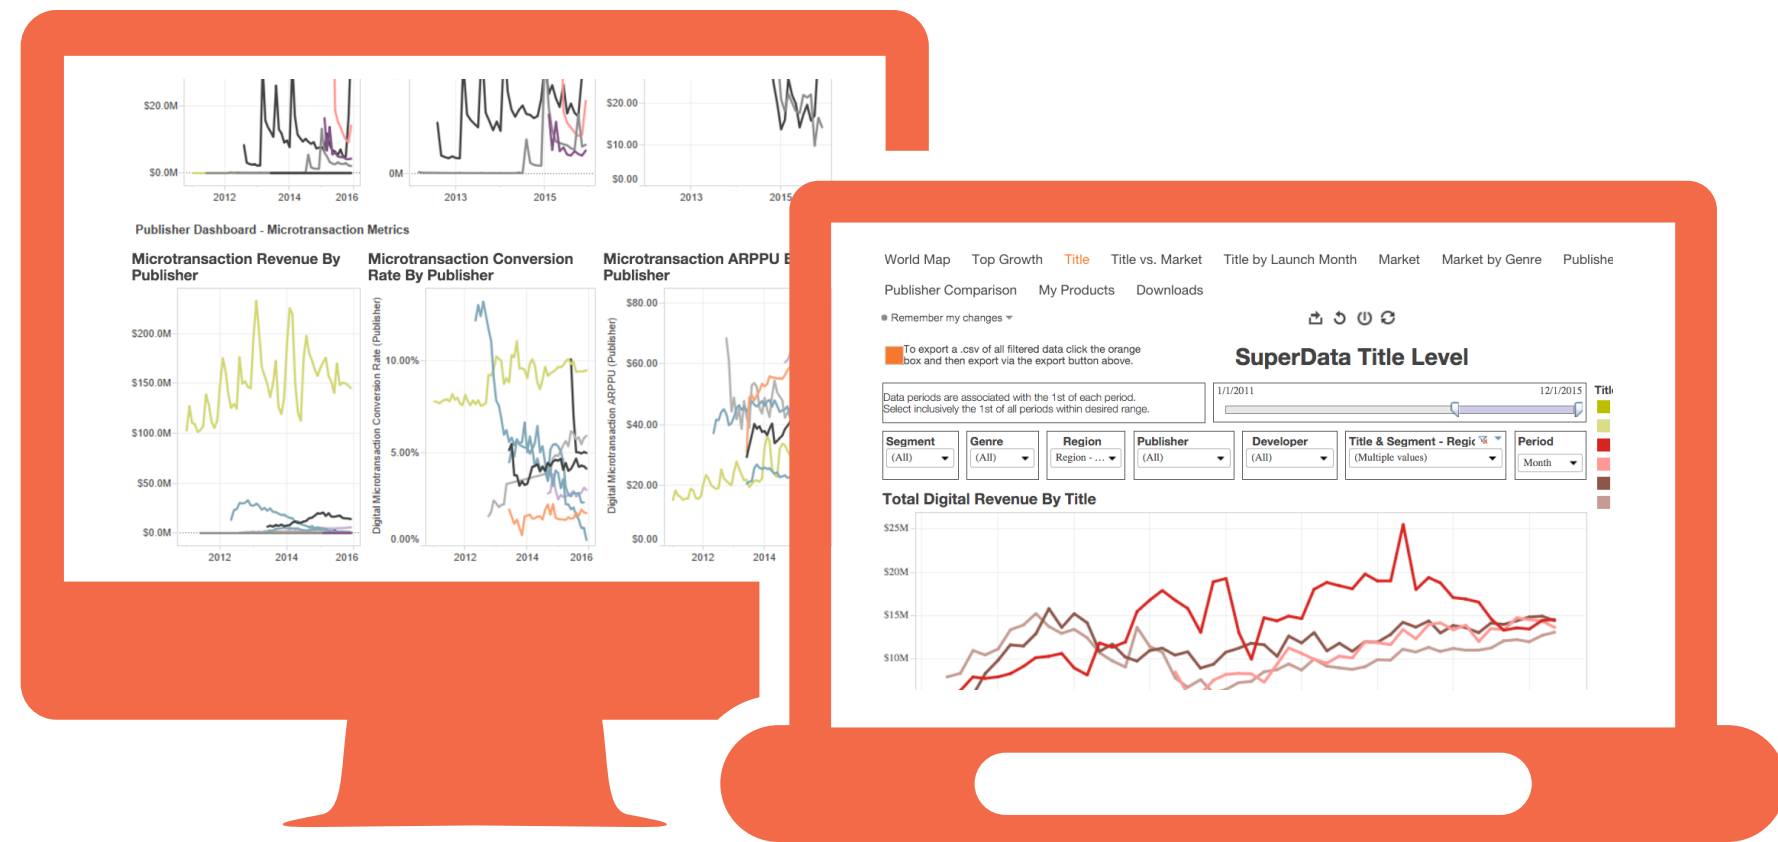 $20.0M
$0.0M
2012 2014 2016
0M
2013 2015
$20.00
$10.00
$0.00
2013 2015
Publisher Dashboard - Microtransaction Metrics
Microtransaction Revenue By
Publisher
$200.0M
$150.0M
$100.0M
$50.0M
$0.0M
2012 2014 2016
Microtransaction Conversion
Rate By Publisher
Digital Microtransaction Conversion Rate (Publisher)
10.00%
5.00%
0.00%
2012 2014 2016
Microtransaction ARPPU
Publisher
Digital Microtransaction ARPPU (Publisher)
$80.00
$60.00
$40.00
$20.00
$0.00
2012 2014
World Map Top Growth Title Title vs. Market Title by Launch Month Market Market by Genre Publishe
Publisher Comparison My Products Downloads
Remember my changes
To export a .csv of all filtered data click the orange
box and then export via the export button above.
SuperData Title Level
Data periods are associated with the 1st of each period.
Select inclusively the 1st of all periods within desired range.
1/1/2011 12/1/2015
Title
Segment Genre Region Publisher Developer Title & Segment - Regic Period
(All) (All) Region - ... (All) (All) (Multiple values) Month
Total Digital Revenue By Title
$25M
$20M
$15M
$10M